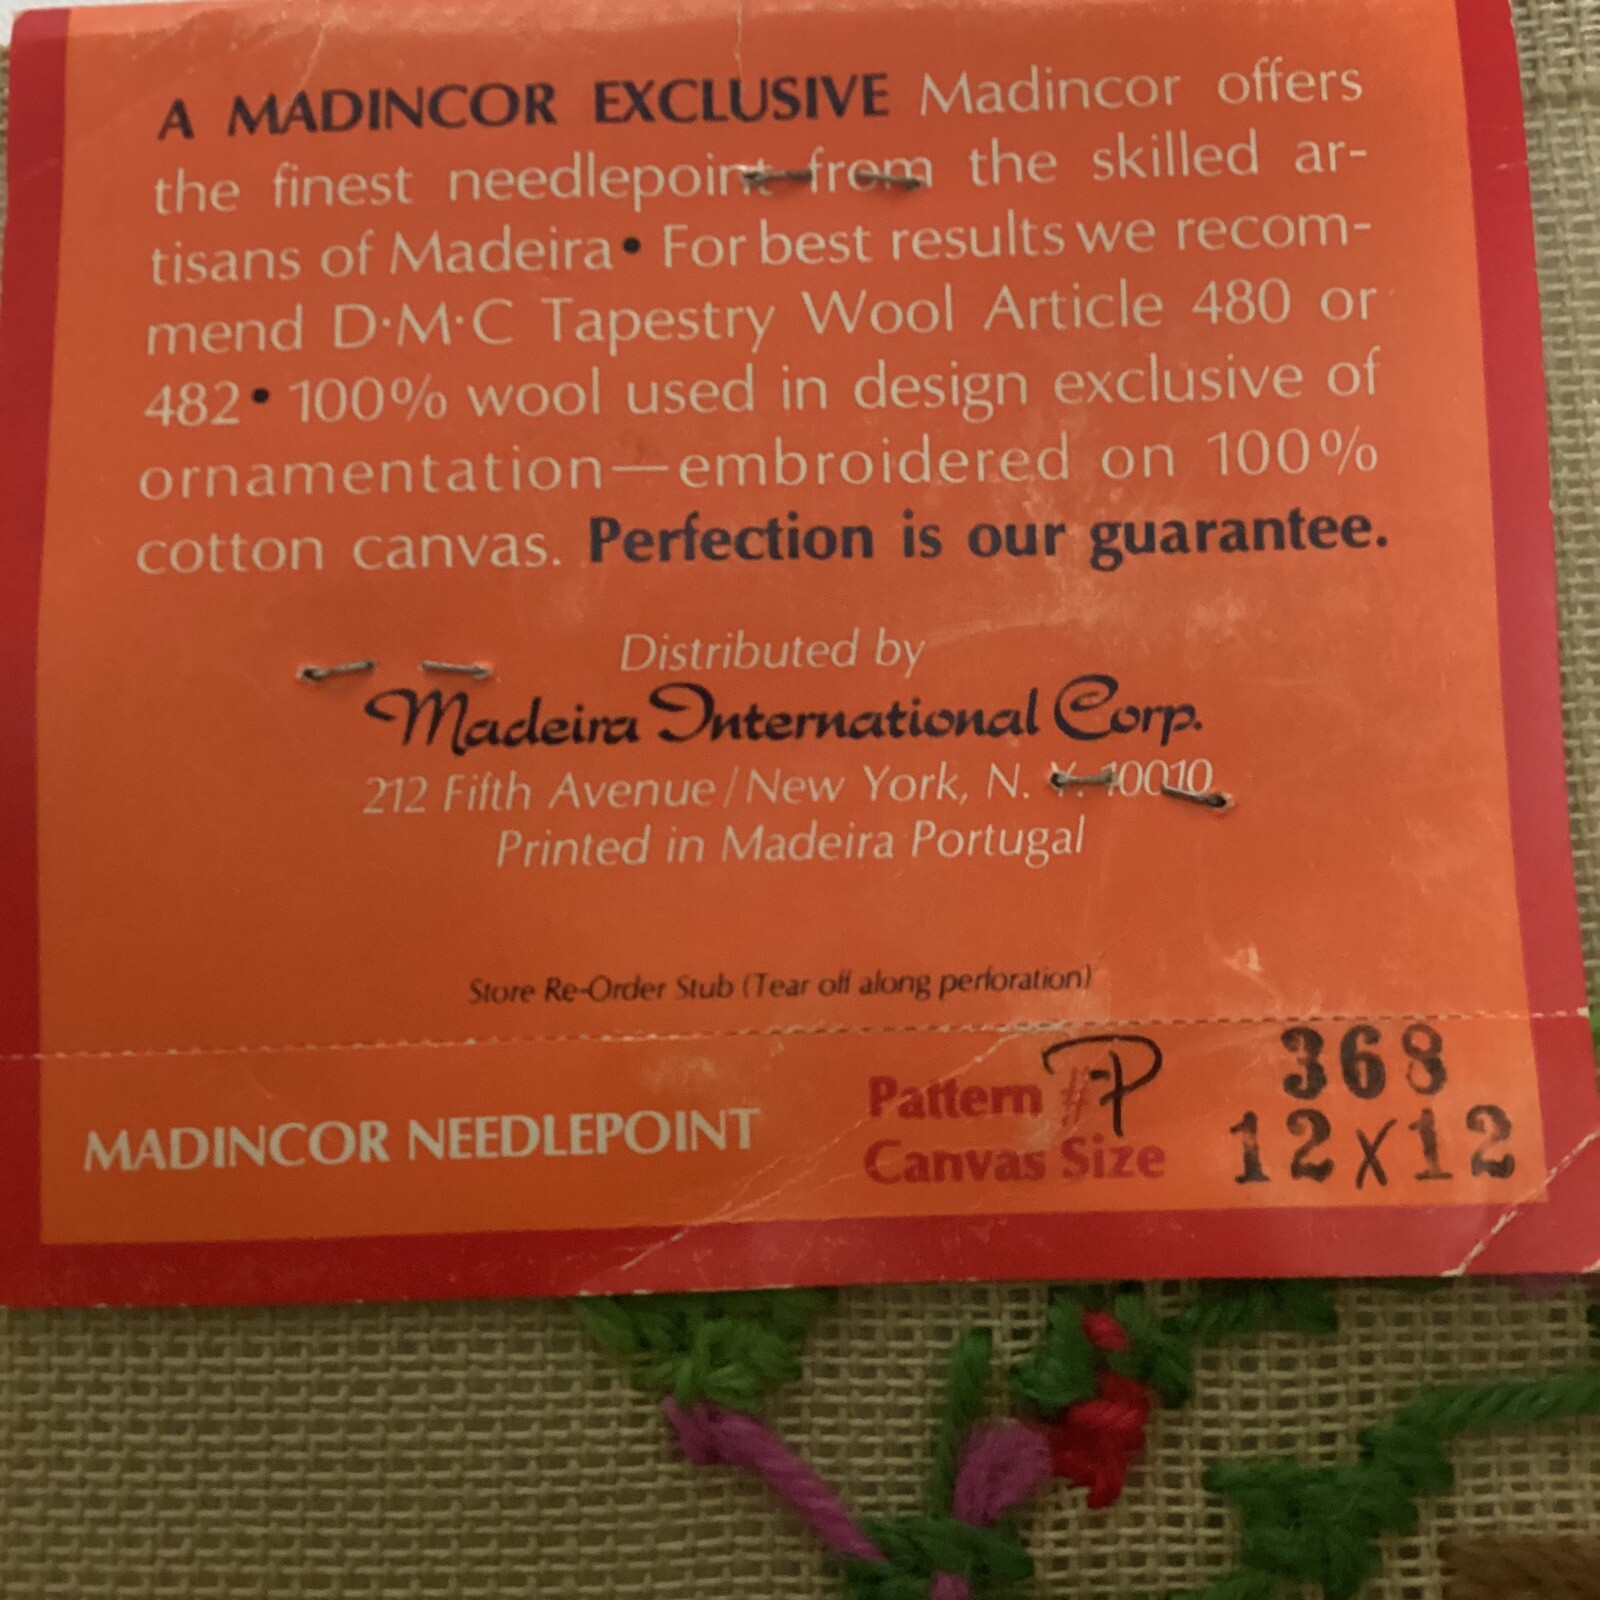 A MADINCOR EXCLUSIVE Madincor offers
the finest needlepoint from the skilled ar-
tisans of Madeira • For best results we recom-
mend D·M·C Tapestry Wool Article 480 or
482 • 100% wool used in design exclusive of
ornamentation—embroidered on 100%
cotton canvas. Perfection is our guarantee.
Distributed by
Madeira International Corp.
212 Fifth Avenue/New York, N. Y. 10010
Printed in Madeira Portugal
Store Re-Order Stub (Tear off along perforation)
MADINCOR NEEDLEPOINT
Pattern # P 368
Canvas Size 12x12